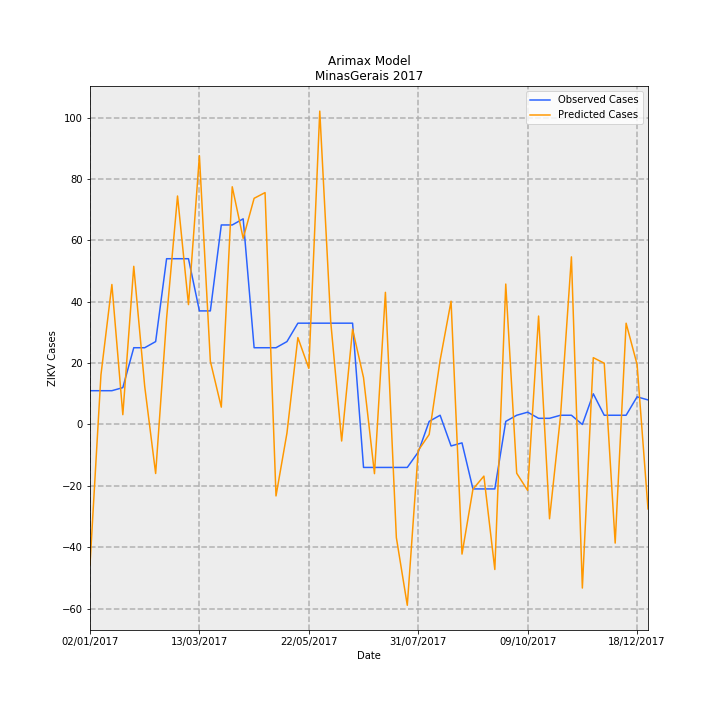 Arimax Model
MinasGerais 2017
Observed Cases
Predicted Cases
ZIKV Cases
100
80
60
40
20
0
−20
−40
−60
02/01/2017
13/03/2017
22/05/2017
31/07/2017
09/10/2017
18/12/2017
Date